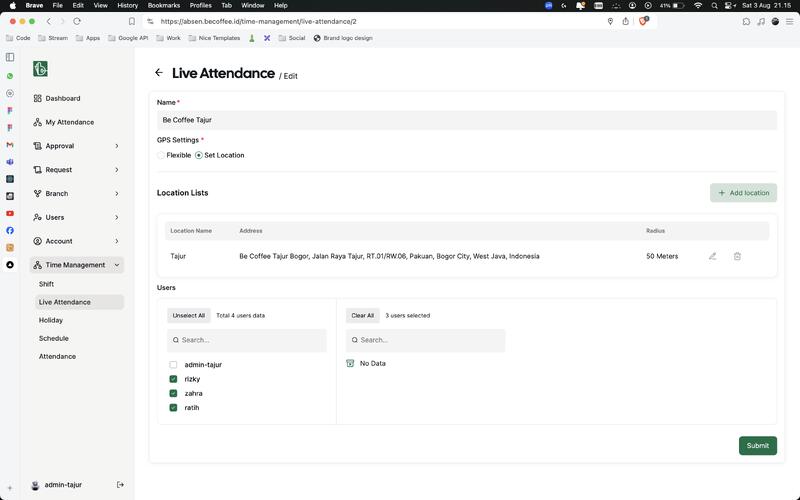 Brave File Edit View History Bookmarks Profiles Tab Window Help 41% Sat 3 Aug 21.15
https://absen.becoffee.id/time-management/live-attendance/2
Code Stream Apps Google API Work Nice Templates Social Brand logo design
Live Attendance / Edit
Dashboard
My Attendance
Approval
Request
Branch
Users
Account
Time Management
Shift
Live Attendance
Holiday
Schedule
Attendance
admin-tajur
Name *
Be Coffee Tajur
GPS Settings *
Flexible Set Location
Location Lists
+ Add location
Location Name Address Radius
Tajur Be Coffee Tajur Bogor, Jalan Raya Tajur, RT.01/RW.06, Pakuan, Bogor City, West Java, Indonesia 50 Meters
Users
Unselect All Total 4 users data
Search...
admin-tajur
rizky
zahra
ratih
Clear All 3 users selected
Search...
No Data
Submit